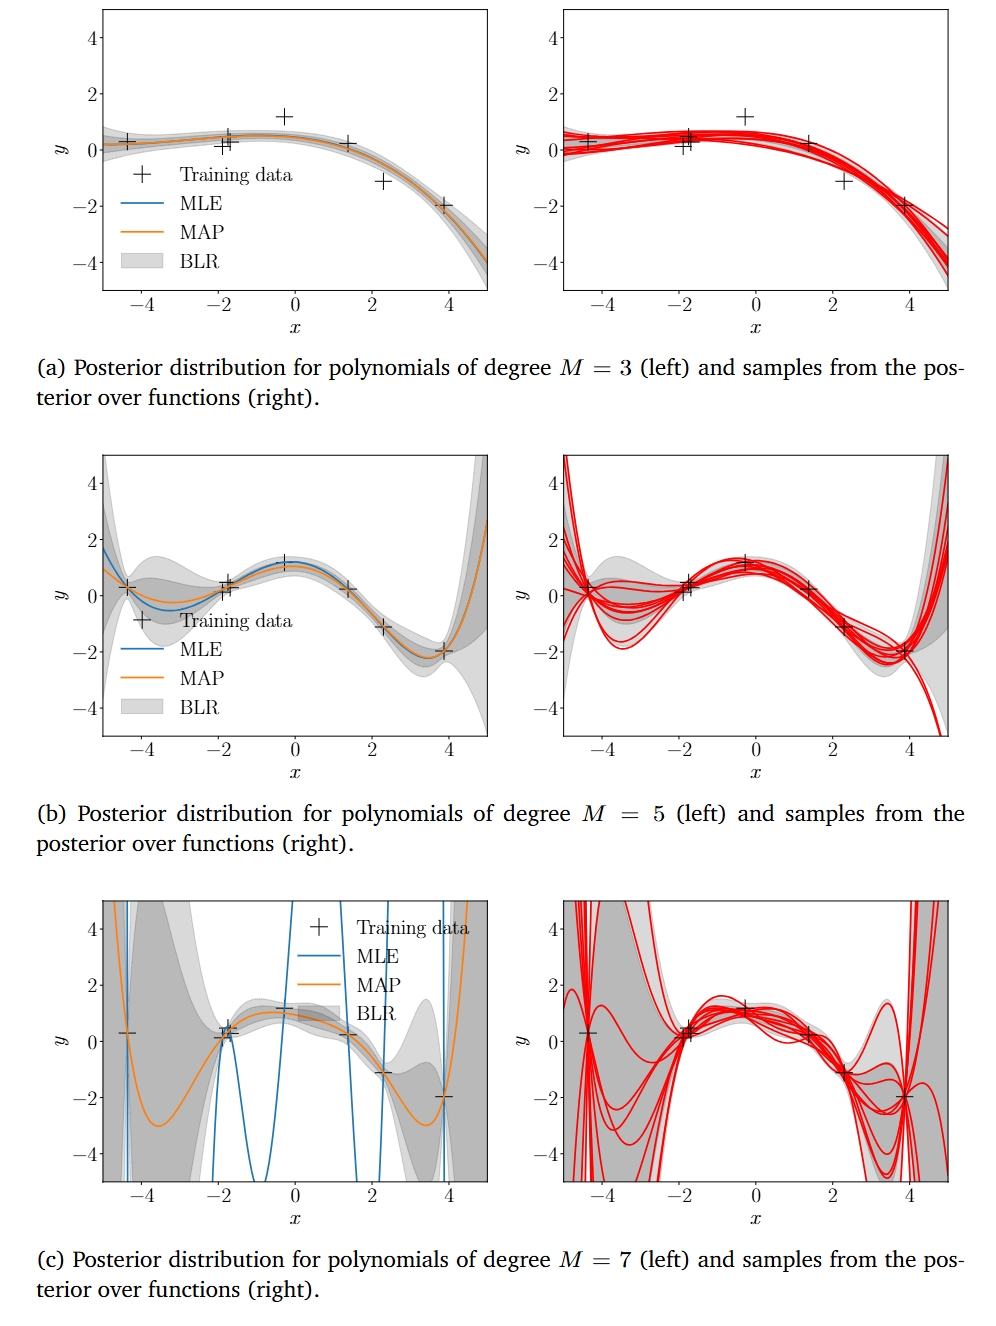 4
2
0
−2
−4
y
Training data
MLE
MAP
BLR
−4 −2 0 2 4
x
4
2
0
−2
−4
y
−4 −2 0 2 4
x
(a) Posterior distribution for polynomials of degree M = 3 (left) and samples from the pos-
terior over functions (right).
4
2
0
−2
−4
y
Training data
MLE
MAP
BLR
−4 −2 0 2 4
x
4
2
0
−2
−4
y
−4 −2 0 2 4
x
(b) Posterior distribution for polynomials of degree M = 5 (left) and samples from the
posterior over functions (right).
4
2
0
−2
−4
y
Training data
MLE
MAP
BLR
−4 −2 0 2 4
x
4
2
0
−2
−4
y
−4 −2 0 2 4
x
(c) Posterior distribution for polynomials of degree M = 7 (left) and samples from the pos-
terior over functions (right).